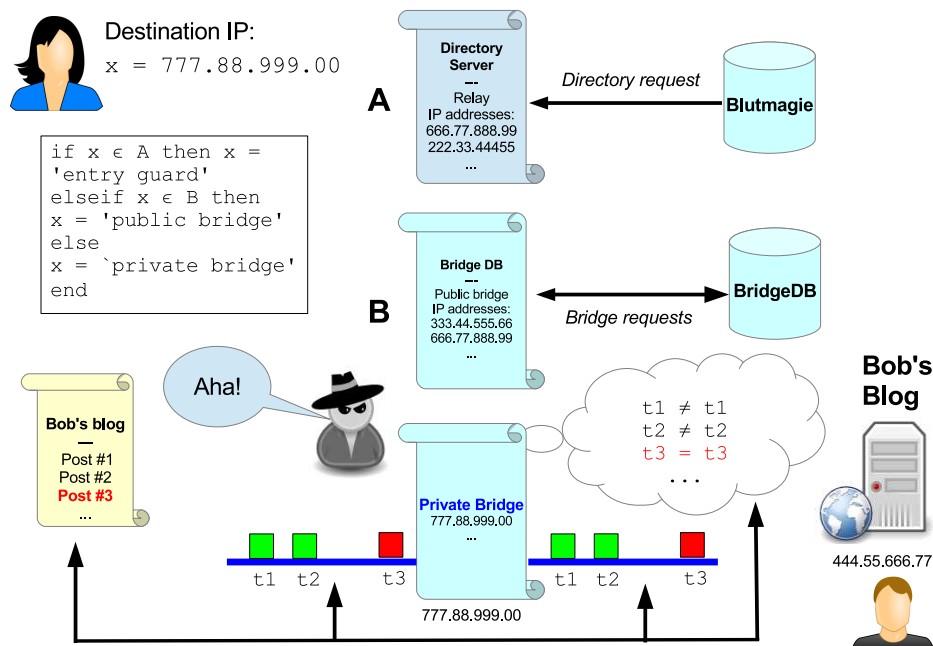 Destination IP:
x = 777.88.999.00
if x ϵ A then x =
'entry guard'
elseif x ϵ B then
x = 'public bridge'
else
x = `private bridge'
end
A
Directory
Server
---
Relay
IP addresses:
666.77.888.99
222.33.44455
...
Directory request
Blutmagie
B
Bridge DB
---
Public bridge
IP addresses:
333.44.555.66
666.77.888.99
...
Bridge requests
BridgeDB
Aha!
Bob's blog
—
Post #1
Post #2
Post #3
...
Private Bridge
777.88.999.00
...
t1 ≠ t1
t2 ≠ t2
t3 = t3
...
Bob's
Blog
444.55.666.77
t1 t2 t3
t1 t2 t3
777.88.999.00